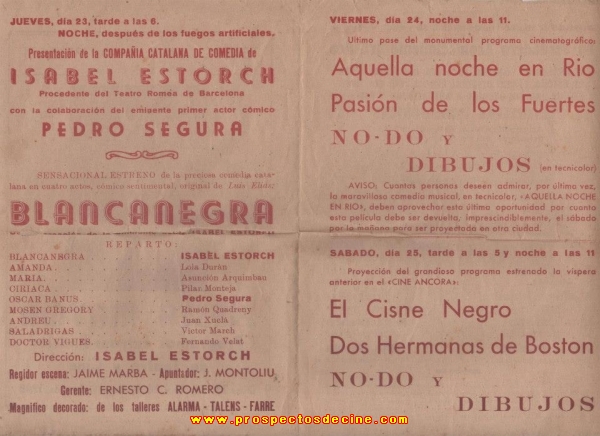 JUEVES, día 23, tarde a las 6.
NOCHE, después de los fuegos artificiales.
Presentación de la COMPAÑIA CATALANA DE COMEDIA de
ISABEL ESTORCH
Procedente del Teatro Romea de Barcelona
con la colaboración del eminente primer actor cómico
PEDRO SEGURA
SENSACIONAL ESTRENO de la preciosa comedia cata-
lana en cuatro actos, cómico sentimental, original de Luis Elías
BLANCANEGRA
ISABEL ESTORCH
REPARTO:
BLANCANEGRA ISABEL ESTORCH
AMANDA Lola Durán
MARIA Asunción Arquimbau
CIRIACA Pilar Monteja
OSCAR BANUS Pedro Segura
MOSEN GREGORY Ramón Quadreny
ANDREU Juan Xuclá
SALADRIGAS Victor March
DOCTOR VIGUES Fernando Velat
Dirección: ISABEL ESTORCH
Regidor escena: JAIME MARBA - Apuntador: J. MONTOLIU
Gerente: ERNESTO C. ROMERO
Magnifico decorado: de los talleres ALARMA - TALENS - FARRE
VIERNES, día 24, noche a las 11.
Ultimo pase del monumental programa cinematográfico:
Aquella noche en Rio
Pasión de los Fuertes
NO-DO Y
DIBUJOS (en tecnicolor)
AVISO: Cuantas personas deseen admirar, por última vez,
la maravillosa comedia musical, en tecnicolor, «AQUELLA NOCHE
EN RIO», deben aprovechar esta última oportunidad por cuanto
esta película debe ser devuelta, imprescindiblemente, el sábado
por la mañana para ser proyectada en otra ciudad.
SABADO, día 25, tarde a las 5 y noche a las 11
Proyección del grandioso programa estrenado la víspera
anterior en el «CINE ANCORA»:
El Cisne Negro
Dos Hermanas de Boston
NO-DO Y
DIBUJOS
www.prospectosdecine.com